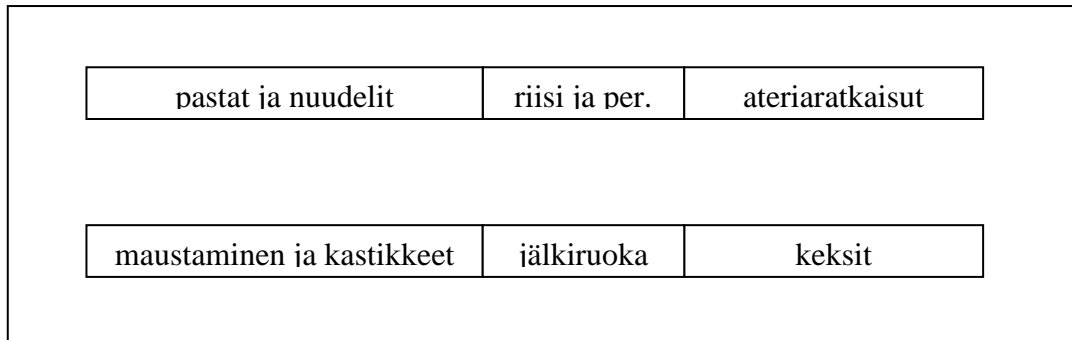 pastat ja nuudelit riisi ja per. ateriaratkaisut
maustaminen ja kastikkeet jälkiruoka keksit